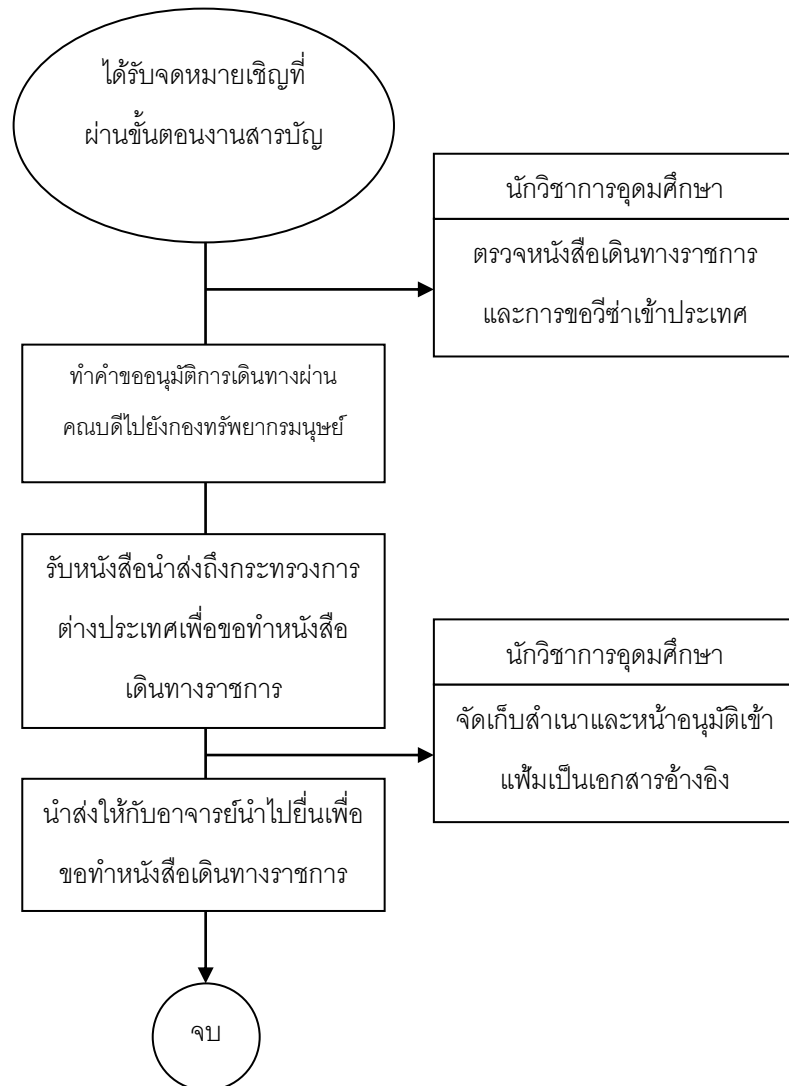 ได้รับจดหมายเชิญที่
ผ่านขั้นตอนงานสารบัญ
นักวิชาการอุดมศึกษา
ตรวจหนังสือเดินทางราชการ
และการขอวีซ่าเข้าประเทศ
ทำคำขออนุมัติการเดินทางผ่าน
คณบดีไปยังกองทรัพยากรมนุษย์
รับหนังสือนำส่งถึงกระทรวงการ
ต่างประเทศเพื่อขอทำหนังสือ
เดินทางราชการ
นักวิชาการอุดมศึกษา
จัดเก็บสำเนาและหน้าอนุมัติเข้า
แฟ้มเป็นเอกสารอ้างอิง
นำส่งให้กับอาจารย์นำไปยื่นเพื่อ
ขอทำหนังสือเดินทางราชการ
จบ